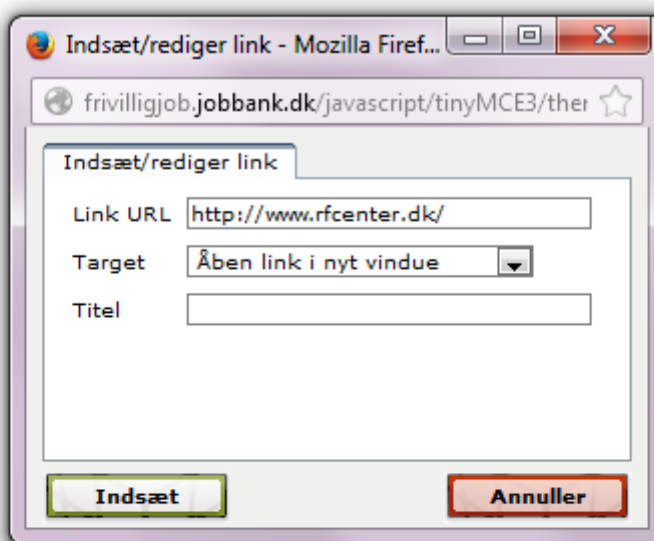 Indsæt/rediger link - Mozilla Firef...
frivilligjob.jobbank.dk/javascript/tinyMCE3/ther
Indsæt/rediger link
Link URL http://www.rfcenter.dk/
Target Åben link i nyt vindue
Titel
Indsæt Annuller